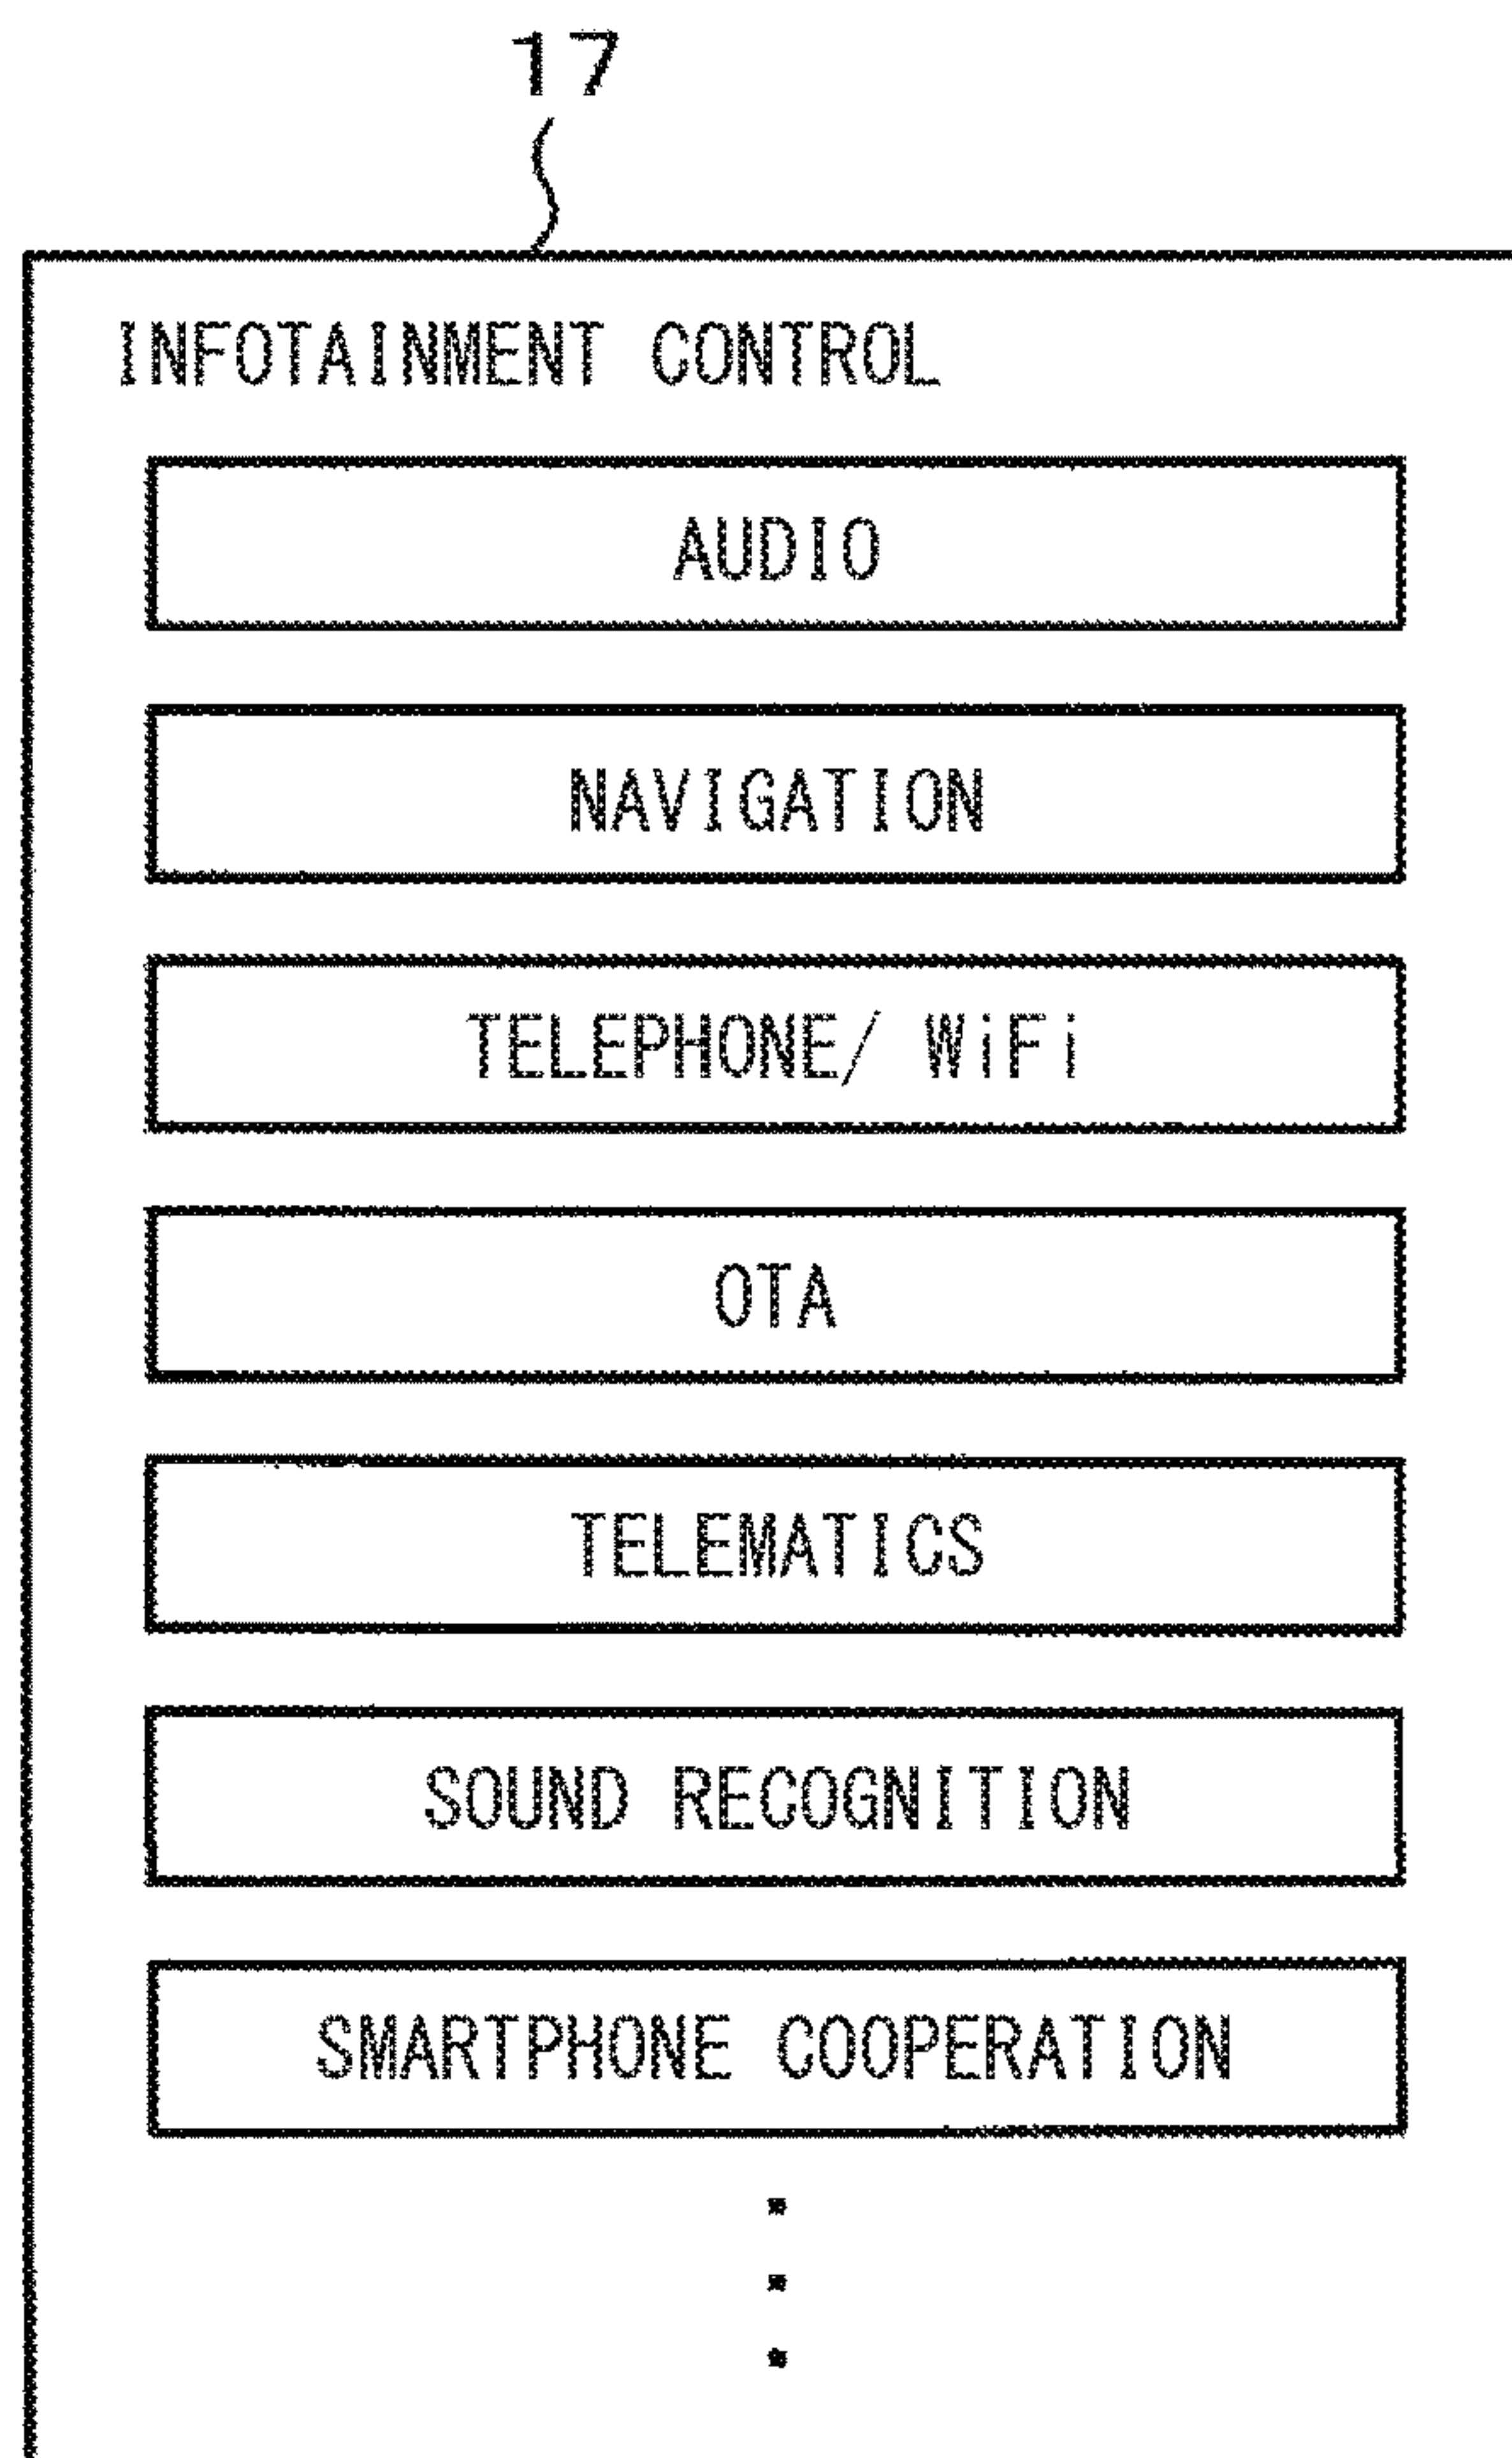 17
INFOTAINMENT CONTROL
AUDIO
NAVIGATION
TELEPHONE/ WiFi
OTA
TELEMATICS
SOUND RECOGNITION
SMARTPHONE COOPERATION